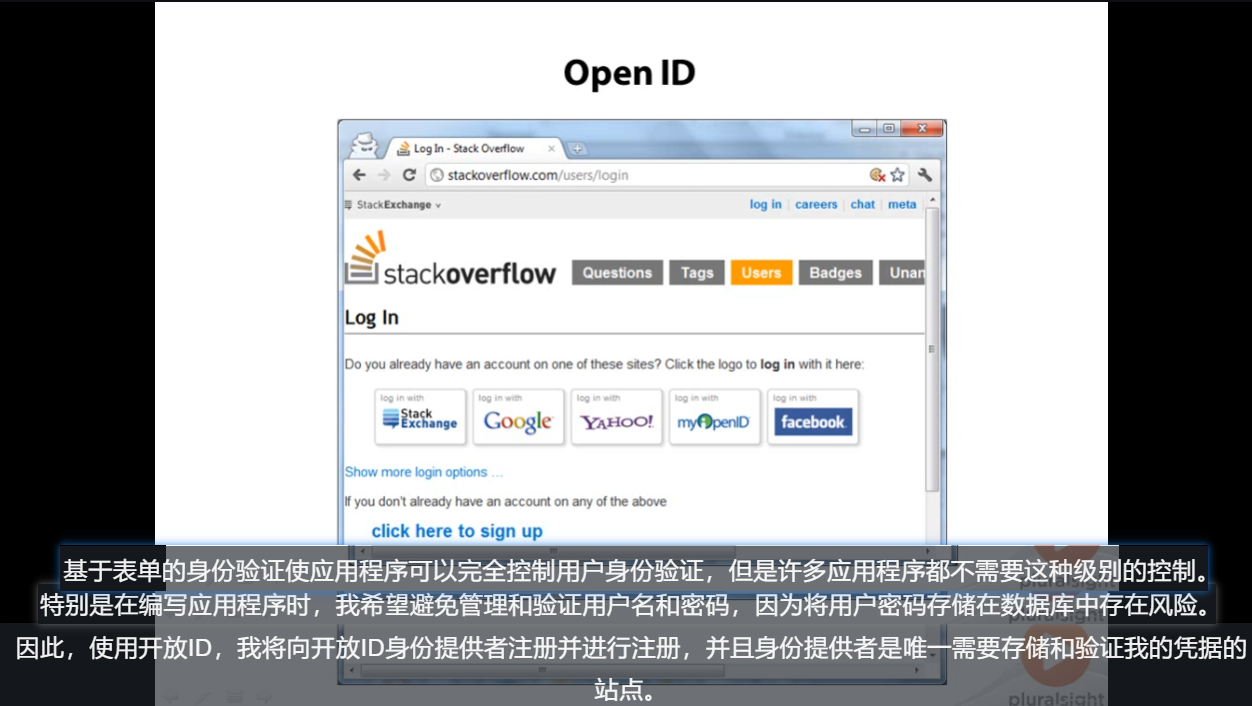 Open ID
Log In - Stack Overflow
stackoverflow.com/users/login
StackExchange
log in careers chat meta
stackoverflow Questions Tags Users Badges Unan
Log In
Do you already have an account on one of these sites? Click the logo to log in with it here:
log in with log in with log in with log in with log in with
Stack Exchange Google YAHOO! myOpenID facebook
Show more login options ...
If you don't already have an account on any of the above
click here to sign up
基于表单的身份验证使应用程序可以完全控制用户身份验证，但是许多应用程序都不需要这种级别的控制。
特别是在编写应用程序时，我希望避免管理和验证用户名和密码，因为将用户密码存储在数据库中存在风险。
因此，使用开放ID，我将向开放ID身份提供者注册并进行注册，并且身份提供者是唯一需要存储和验证我的凭据的
站点。
pluralsight